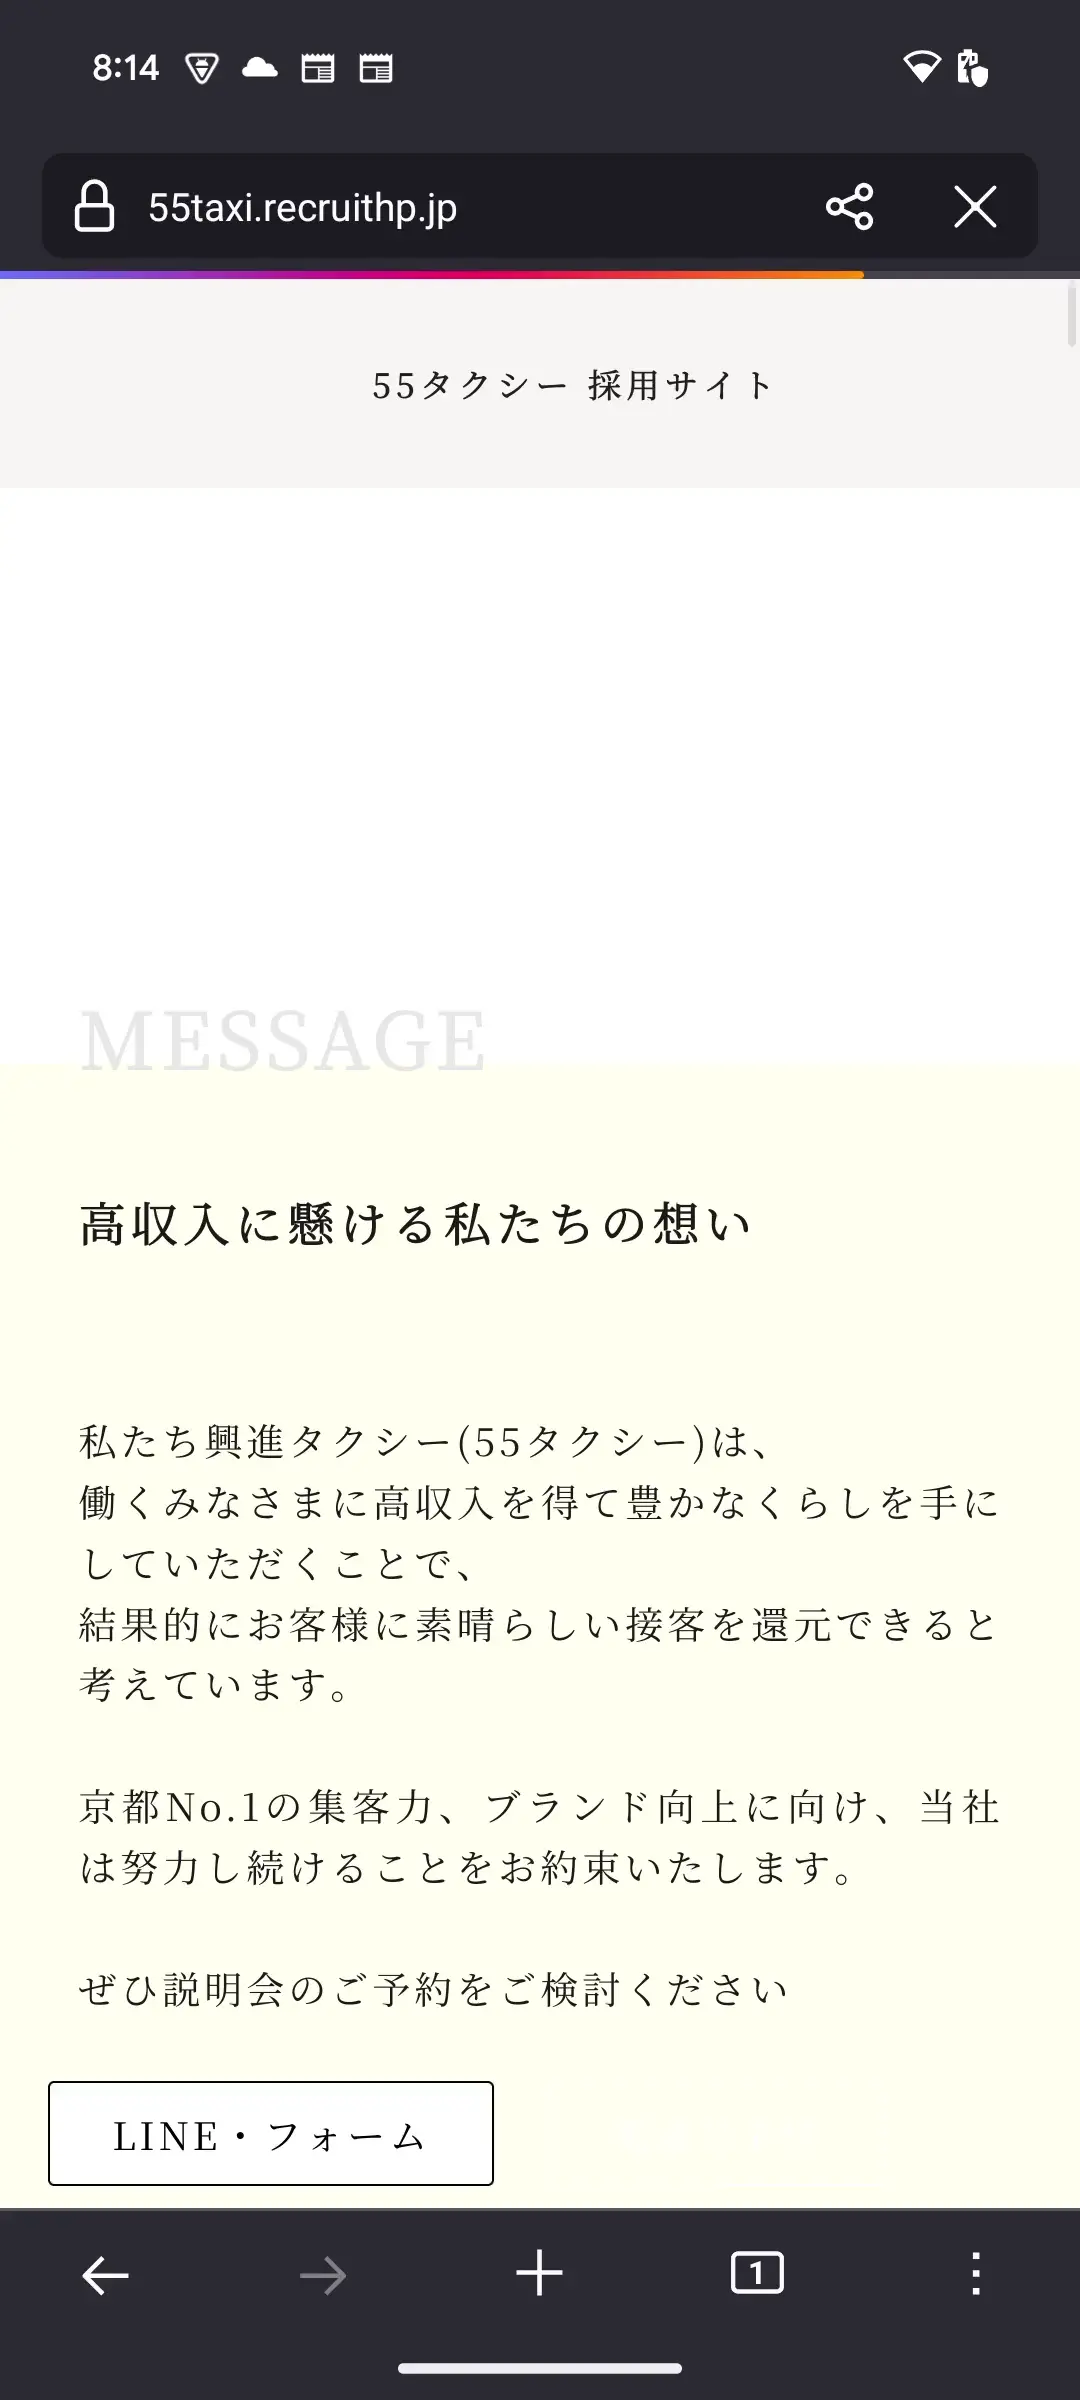 8:14
55taxi.recruithp.jp
55タクシー 採用サイト
MESSAGE
高収入に懸ける私たちの想い
私たち興進タクシー(55タクシー)は、
働くみなさまに高収入を得て豊かなくらしを手に
していただくことで、
結果的にお客様に素晴らしい接客を還元できると
考えています。
京都No.1の集客力、ブランド向上に向け、当社
は努力し続けることをお約束いたします。
ぜひ説明会のご予約をご検討ください
LINE・フォーム
1